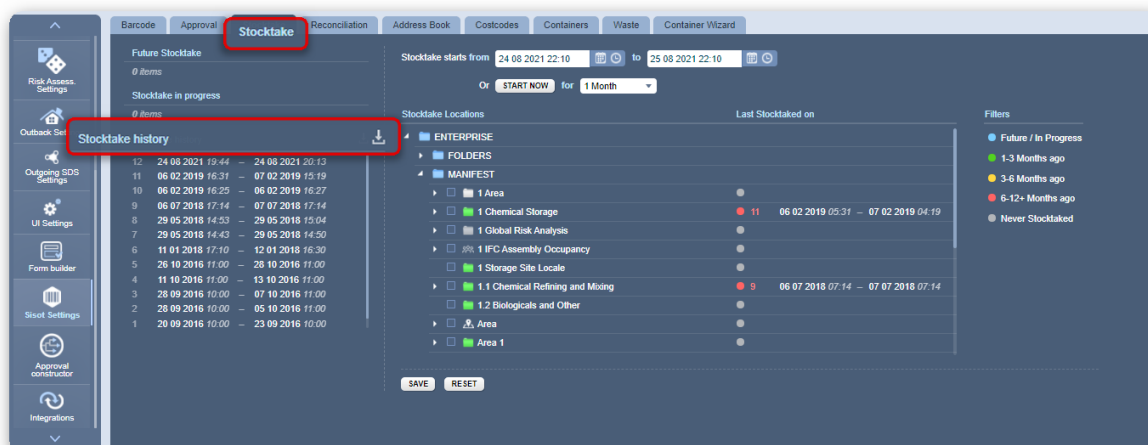 Barcode Approval Stocktake Reconciliation Address Book Costcodes Containers Waste Container Wizard
Risk Assess.
Settings
Outback Set
Outgoing SDS
Settings
UI Settings
Form builder
Sisot Settings
Approval
constructor
Integrations
Future Stocktake
0 items
Stocktake in progress
0 items
Stocktake history
12 24 08 2021 19:44 – 24 08 2021 20:13
11 06 02 2019 16:31 – 07 02 2019 15:19
10 06 02 2019 16:25 – 06 02 2019 16:27
9 06 07 2018 17:14 – 07 07 2018 17:14
8 29 05 2018 14:53 – 29 05 2018 15:04
7 29 05 2018 14:43 – 29 05 2018 14:50
6 11 01 2018 17:10 – 12 01 2018 16:30
5 26 10 2016 11:00 – 28 10 2016 11:00
4 11 10 2016 11:00 – 13 10 2016 11:00
3 28 09 2016 10:00 – 07 10 2016 11:00
2 28 09 2016 10:00 – 05 10 2016 11:00
1 20 09 2016 10:00 – 23 09 2016 10:00
Stocktake starts from 24 08 2021 22:10 to 25 08 2021 22:10
Or START NOW for 1 Month
Stocktake Locations Last Stocktaked on
ENTERPRISE
FOLDERS
MANIFEST
1 Area
1 Chemical Storage 11 06 02 2019 05:31 – 07 02 2019 04:19
1 Global Risk Analysis
1 IFC Assembly Occupancy
1 Storage Site Locale
1.1 Chemical Refining and Mixing 9 06 07 2018 07:14 – 07 07 2018 07:14
1.2 Biologicals and Other
Area
Area 1
SAVE RESET
Filters
Future / In Progress
1-3 Months ago
3-6 Months ago
6-12+ Months ago
Never Stocktaked